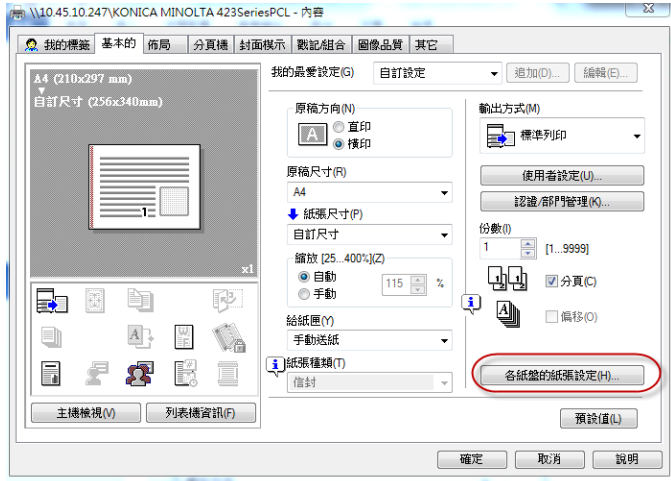 \\10.45.10.247\KONICA MINOLTA 423SeriesPCL - 內容
我的標籤 基本的 佈局 分頁機 封面模示 戳記/組合 圖像品質 其它
A4 (210x297 mm)
自訂尺寸 (256x340mm)
x1
主機檢視(V) 列表機資訊(F)
我的最愛設定(G) 自訂設定 追加(D)... 編輯(E)...
原稿方向(N)
A
直印
橫印
原稿尺寸(R)
A4
紙張尺寸(P)
自訂尺寸
縮放 [25...400%](Z)
自動
手動
115 %
給紙匣(Y)
手動送紙
紙張種類(T)
信封
輸出方式(M)
標準列印
使用者設定(U)...
認證/部門管理(K)...
份數(I)
1 [1...9999]
分頁(C)
偏移(O)
各紙盤的紙張設定(H)...
預設值(L)
確定 取消 說明